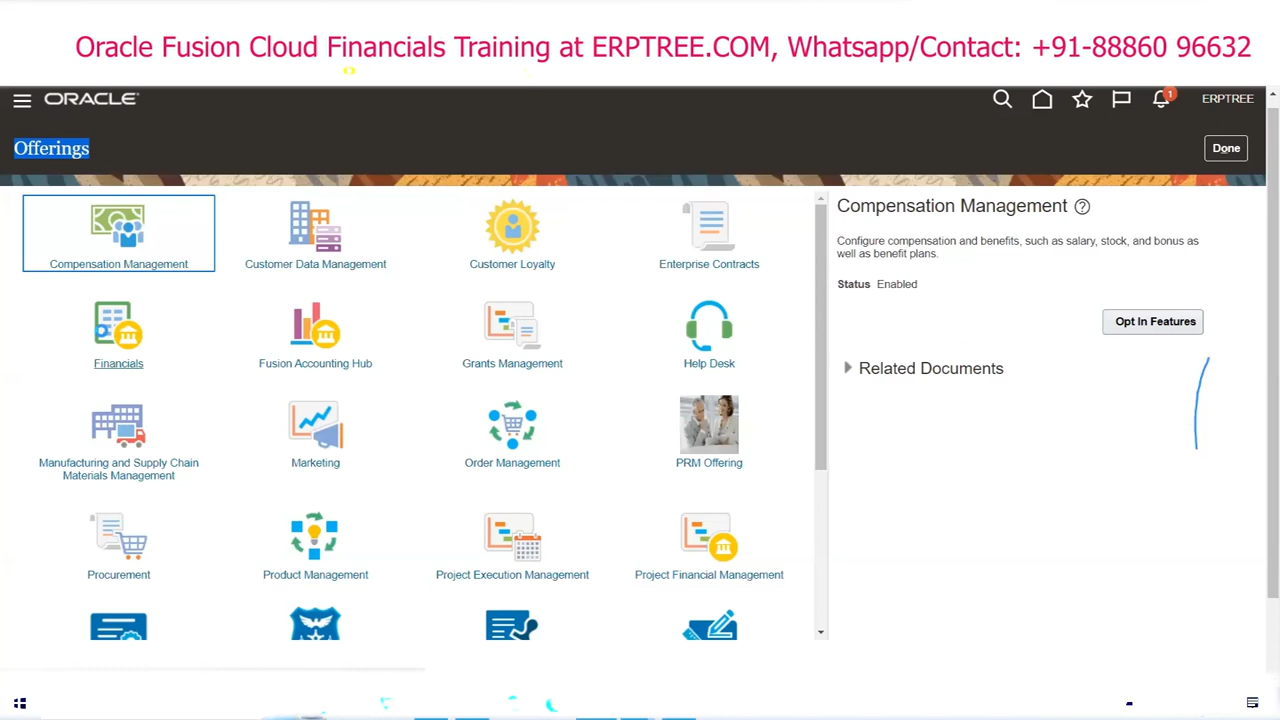 Oracle Fusion Cloud Financials Training at ERPTREE.COM, Whatsapp/Contact: +91-88860 96632
ORACLE
1
ERPTREE
Offerings
Done
Compensation Management
Customer Data Management
Customer Loyalty
Enterprise Contracts
Financials
Fusion Accounting Hub
Grants Management
Help Desk
Manufacturing and Supply Chain
Materials Management
Marketing
Order Management
PRM Offering
Procurement
Product Management
Project Execution Management
Project Financial Management
Compensation Management
Configure compensation and benefits, such as salary, stock, and bonus as
well as benefit plans.
Status Enabled
Opt In Features
Related Documents